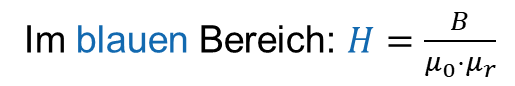 Im blauen Bereich: H = B / (μ₀·μᵣ)